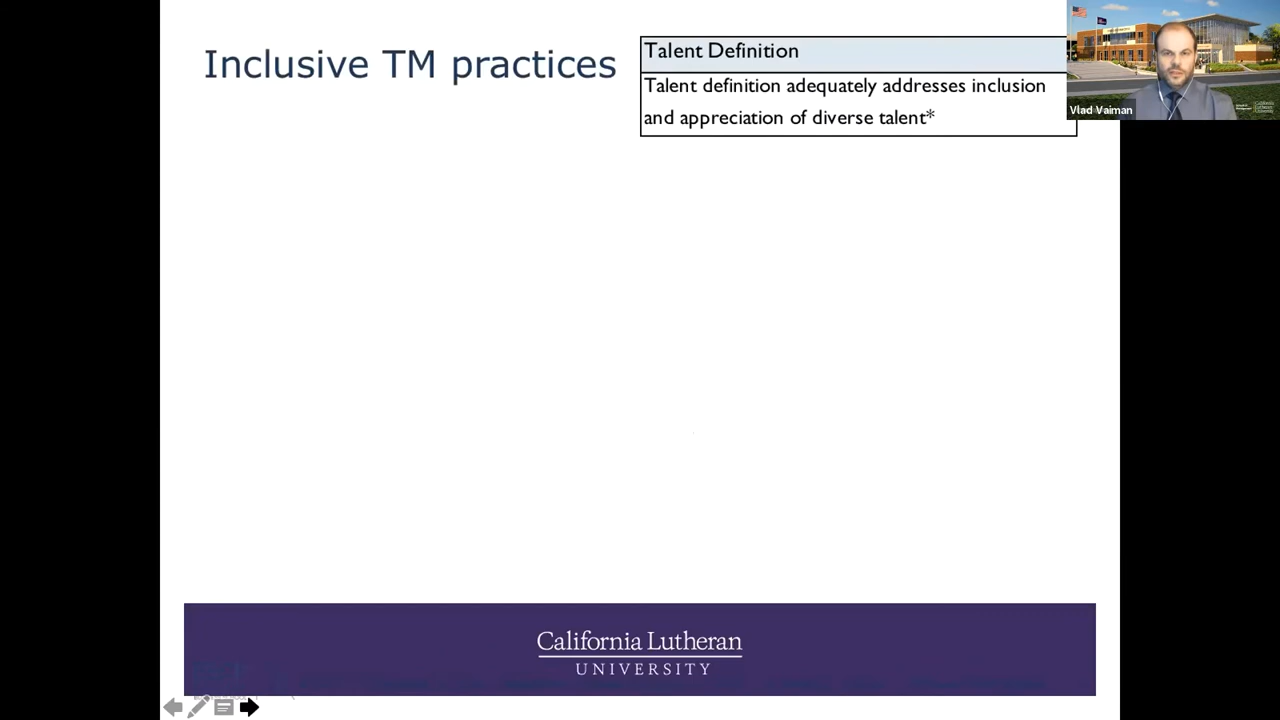 Inclusive TM practices
Talent Definition
Talent definition adequately addresses inclusion
and appreciation of diverse talent*
Vlad Vaiman
California Lutheran
UNIVERSITY